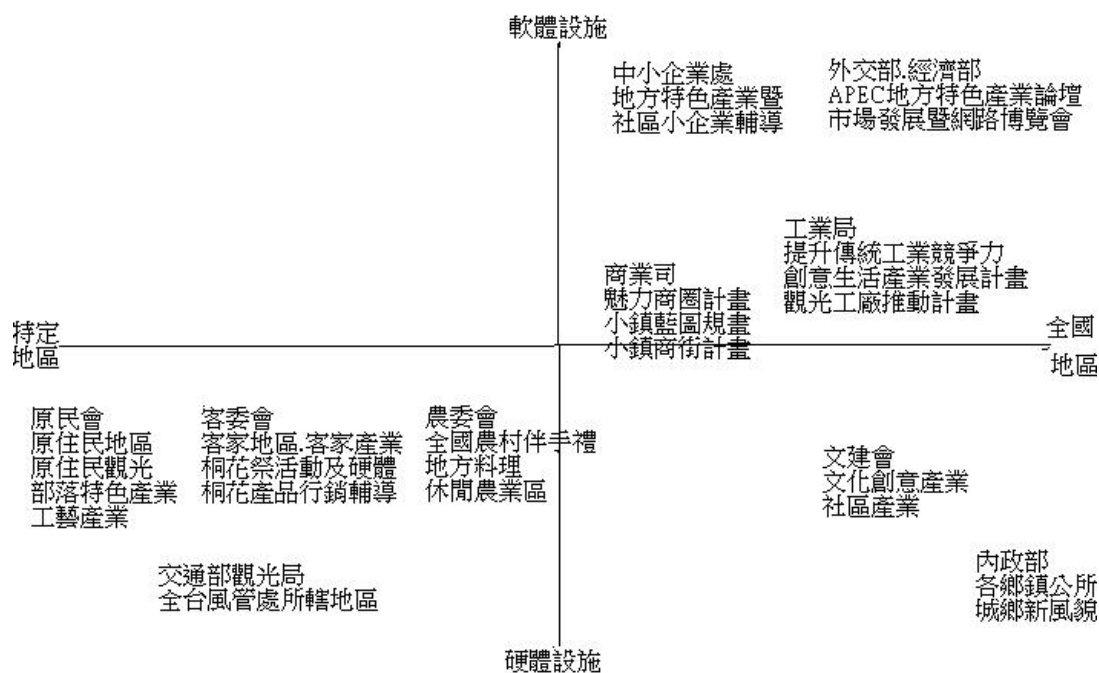 軟體設施
中小企業處
地方特色產業暨
社區小企業輔導
外交部.經濟部
APEC地方特色產業論壇
市場發展暨網路博覽會
工業局
提升傳統工業競爭力
創意生活產業發展計畫
觀光工廠推動計畫
商業司
魅力商圈計畫
小鎮藍圖規畫
小鎮商街計畫
特定
地區
全國
地區
原民會
原住民地區
原住民觀光
部落特色產業
工藝產業
客委會
客家地區.客家產業
桐花祭活動及硬體
桐花產品行銷輔導
農委會
全國農村伴手禮
地方料理
休閒農業區
文建會
文化創意產業
社區產業
交通部觀光局
全台風管處所轄地區
內政部
各鄉鎮公所
城鄉新風貌
硬體設施